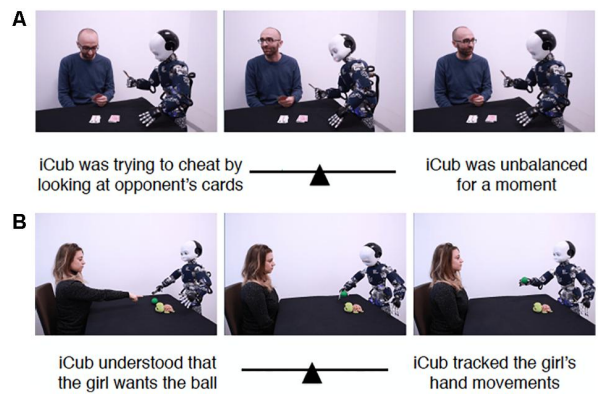 A
iCub was trying to cheat by
looking at opponent's cards
iCub was unbalanced
for a moment
B
iCub understood that
the girl wants the ball
iCub tracked the girl's
hand movements